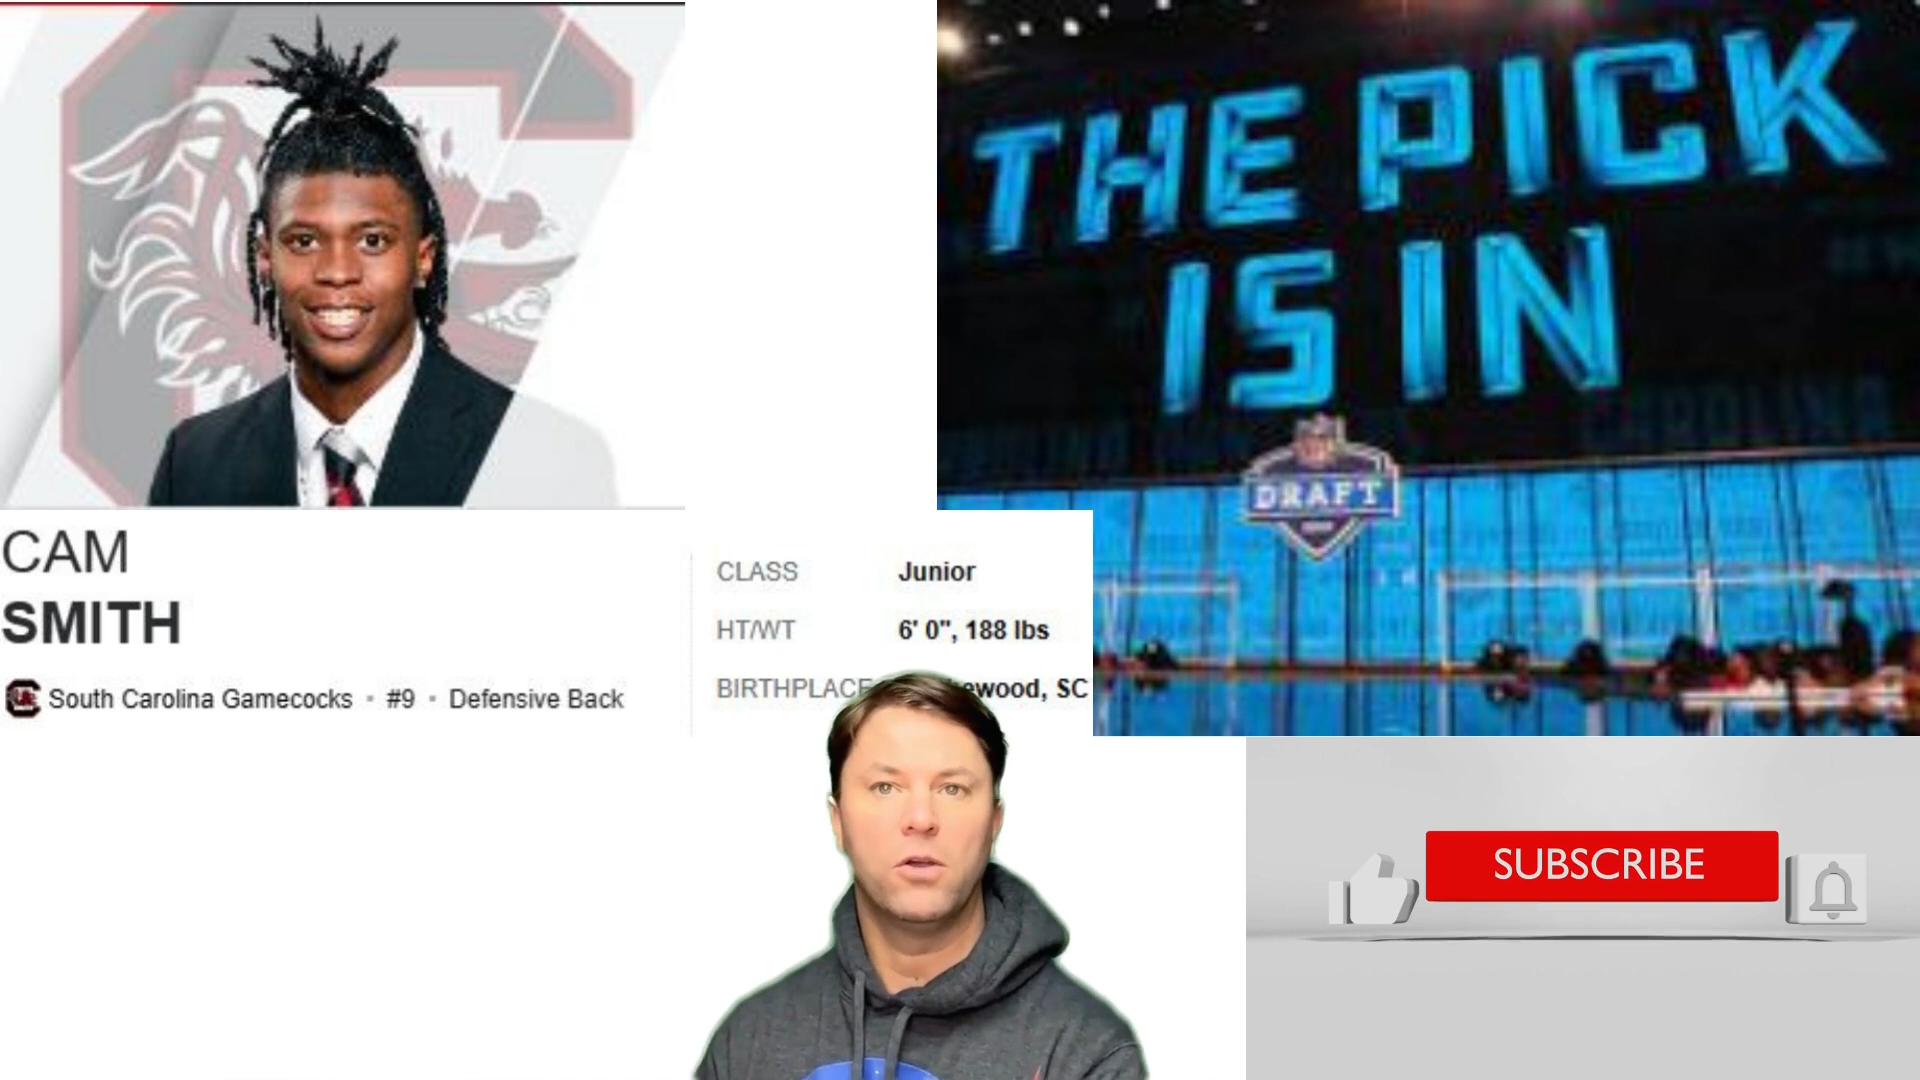 THE PICK
IS IN
DRAFT
CAM
SMITH
South Carolina Gamecocks • #9 • Defensive Back
CLASS Junior
HT/WT 6' 0", 188 lbs
BIRTHPLACE ewood, SC
SUBSCRIBE